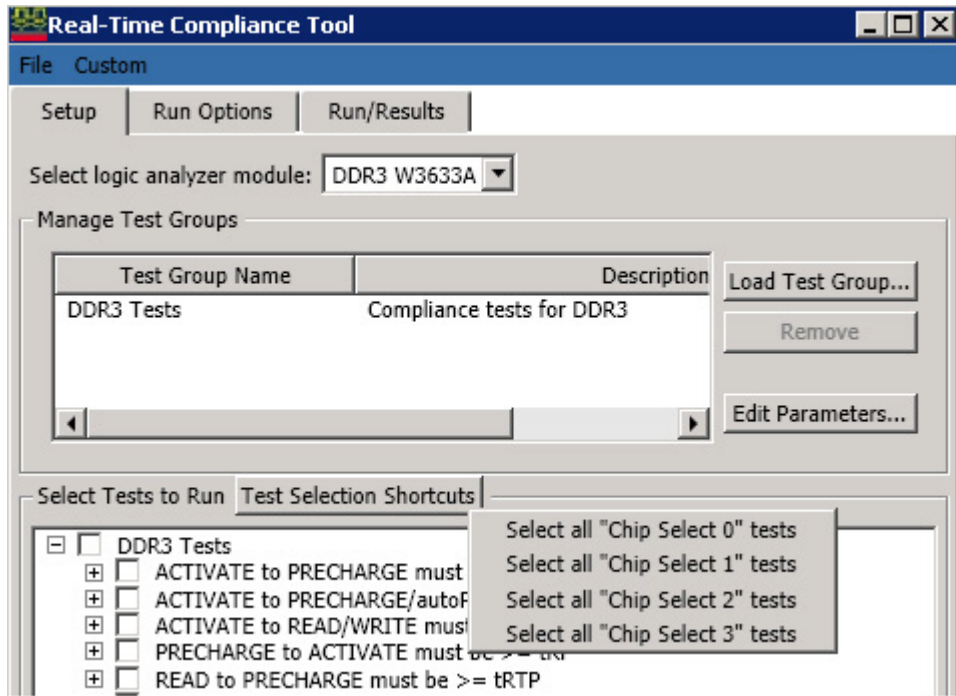 Real-Time Compliance Tool
File Custom
Setup Run Options Run/Results
Select logic analyzer module: DDR3 W3633A
Manage Test Groups
Test Group Name Description
DDR3 Tests Compliance tests for DDR3
Load Test Group...
Remove
Edit Parameters...
Select Tests to Run Test Selection Shortcuts
Select all "Chip Select 0" tests
Select all "Chip Select 1" tests
Select all "Chip Select 2" tests
Select all "Chip Select 3" tests
DDR3 Tests
ACTIVATE to PRECHARGE must
ACTIVATE to PRECHARGE/autoP
ACTIVATE to READ/WRITE must
PRECHARGE to ACTIVATE must be >= tRP
READ to PRECHARGE must be >= tRTP